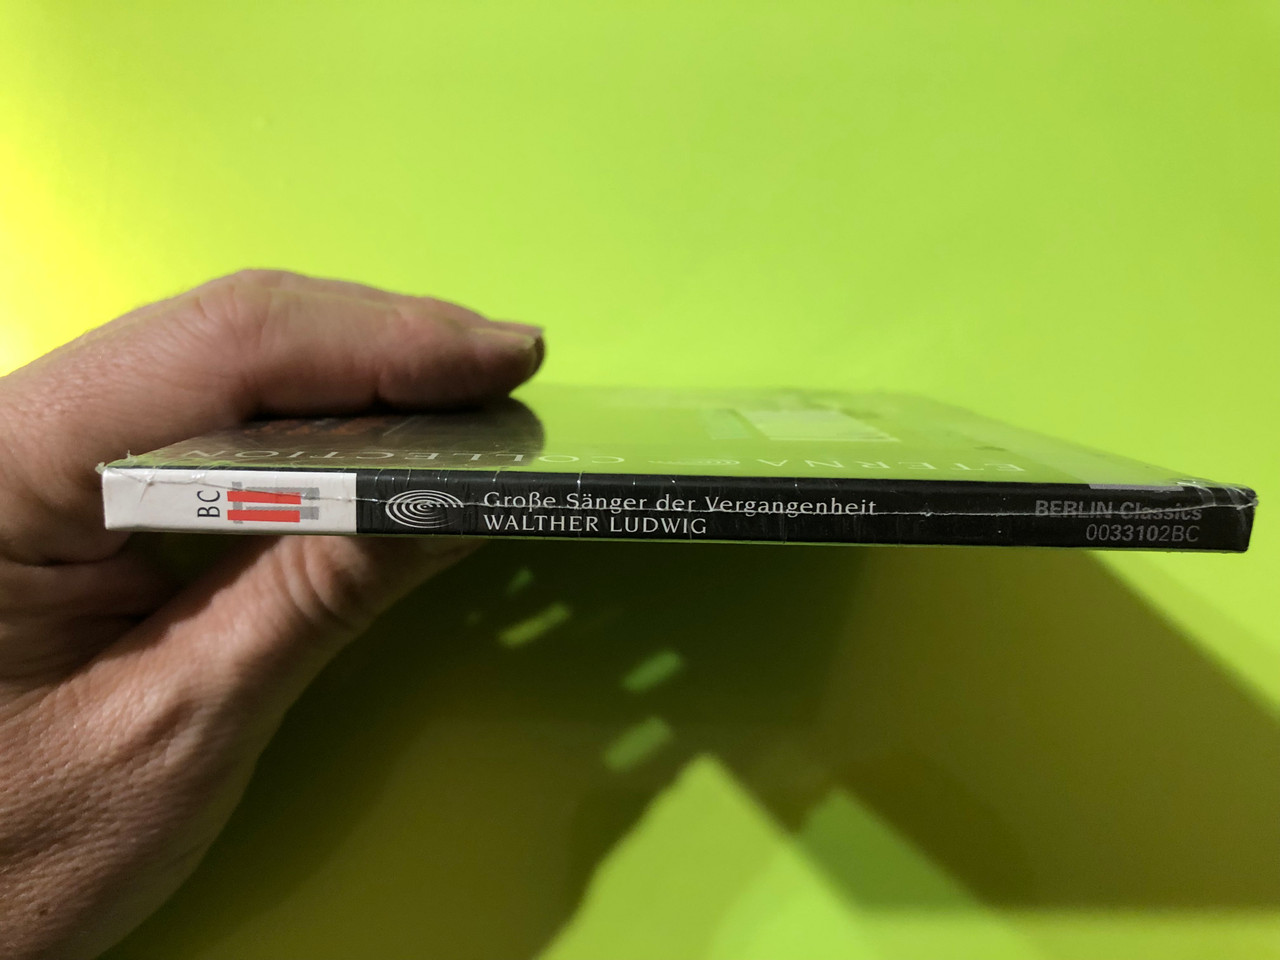 ETERNA COLLECTION
BC
Große Sänger der Vergangenheit
WALTHER LUDWIG
BERLIN Classics
0033102BC